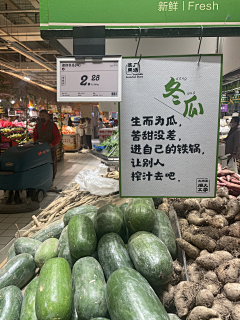 新鲜 | Fresh
2.28
冬瓜
生而为瓜,
苦甜没差,
进自己的铁锅,
让别人
榨汁去吧。